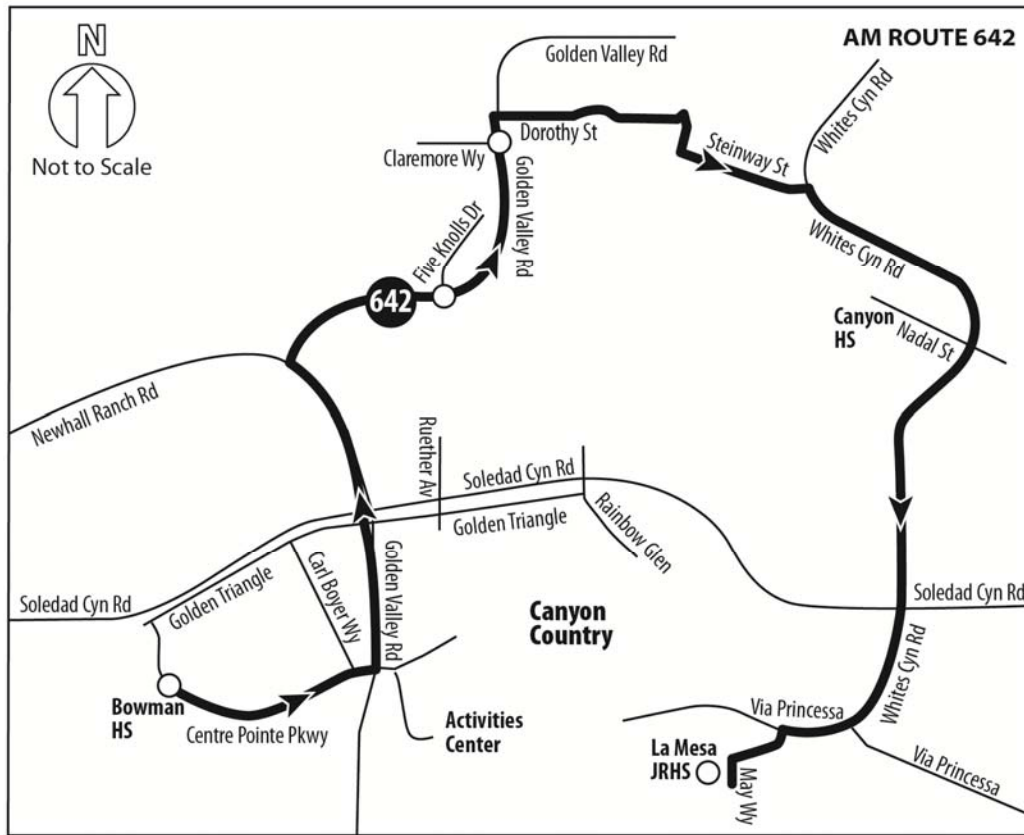 N
Not to Scale
AM ROUTE 642
Golden Valley Rd
Whites Cyn Rd
Dorothy St
Claremore Wy
Steinway St
Golden Valley Rd
Five Knolls Dr
Whites Cyn Rd
642
Canyon
HS
Nadal St
Newhall Ranch Rd
Ruether Av
Soledad Cyn Rd
Golden Triangle
Rainbow Glen
Golden Valley Rd
Carl Boyer Wy
Golden Triangle
Soledad Cyn Rd
Soledad Cyn Rd
Canyon
Country
Whites Cyn Rd
Bowman
HS
Centre Pointe Pkwy
Activities
Center
Via Princessa
La Mesa
JRHS
May Wy
Via Princessa